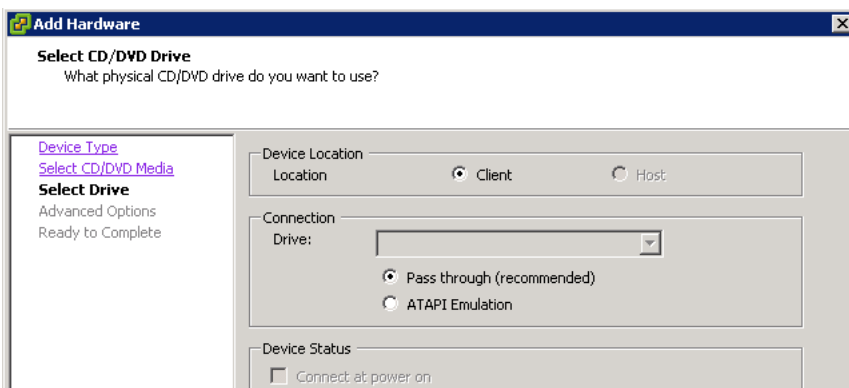 Add Hardware
Select CD/DVD Drive
What physical CD/DVD drive do you want to use?
Device Type
Select CD/DVD Media
Select Drive
Advanced Options
Ready to Complete
Device Location
Location Client Host
Connection
Drive:
Pass through (recommended)
ATAPI Emulation
Device Status
Connect at power on